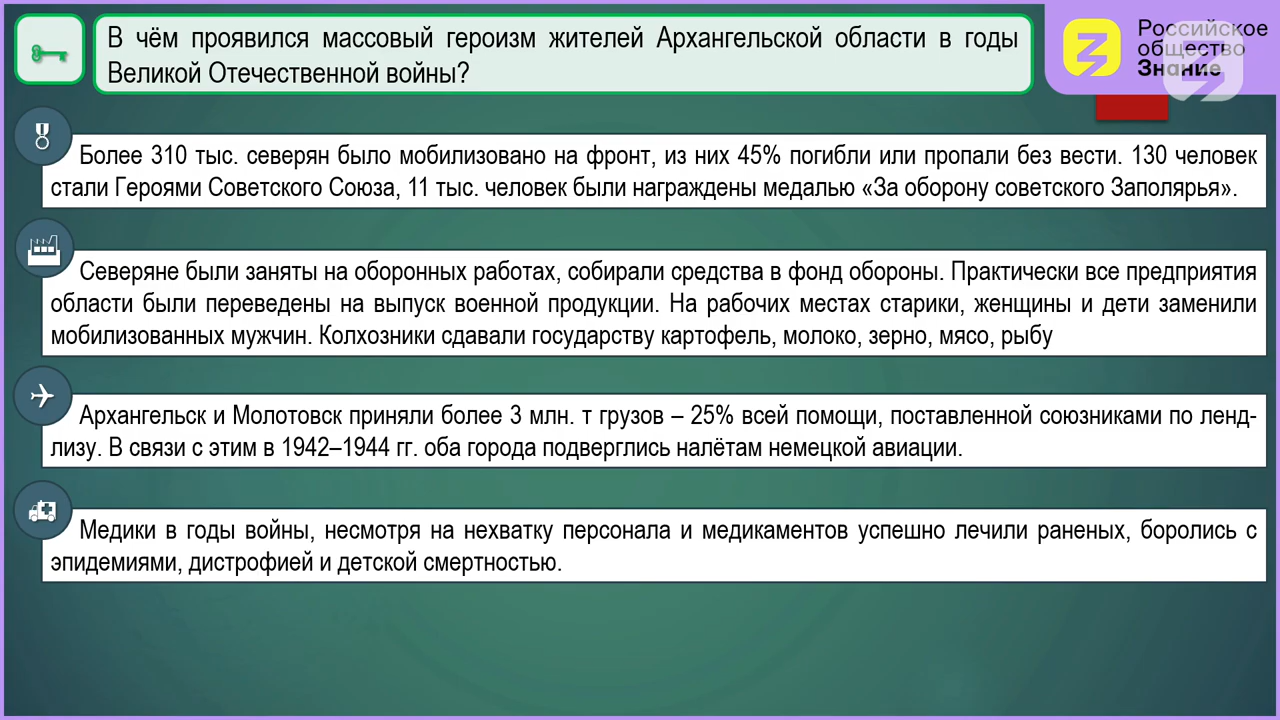 В чём проявился массовый героизм жителей Архангельской области в годы
Великой Отечественной войны?
Российское
общество
Знание
Более 310 тыс. северян было мобилизовано на фронт, из них 45% погибли или пропали без вести. 130 человек
стали Героями Советского Союза, 11 тыс. человек были награждены медалью «За оборону советского Заполярья».
Северяне были заняты на оборонных работах, собирали средства в фонд обороны. Практически все предприятия
области были переведены на выпуск военной продукции. На рабочих местах старики, женщины и дети заменили
мобилизованных мужчин. Колхозники сдавали государству картофель, молоко, зерно, мясо, рыбу
Архангельск и Молотовск приняли более 3 млн. т грузов – 25% всей помощи, поставленной союзниками по ленд-
лизу. В связи с этим в 1942–1944 гг. оба города подверглись налётам немецкой авиации.
Медики в годы войны, несмотря на нехватку персонала и медикаментов успешно лечили раненых, боролись с
эпидемиями, дистрофией и детской смертностью.